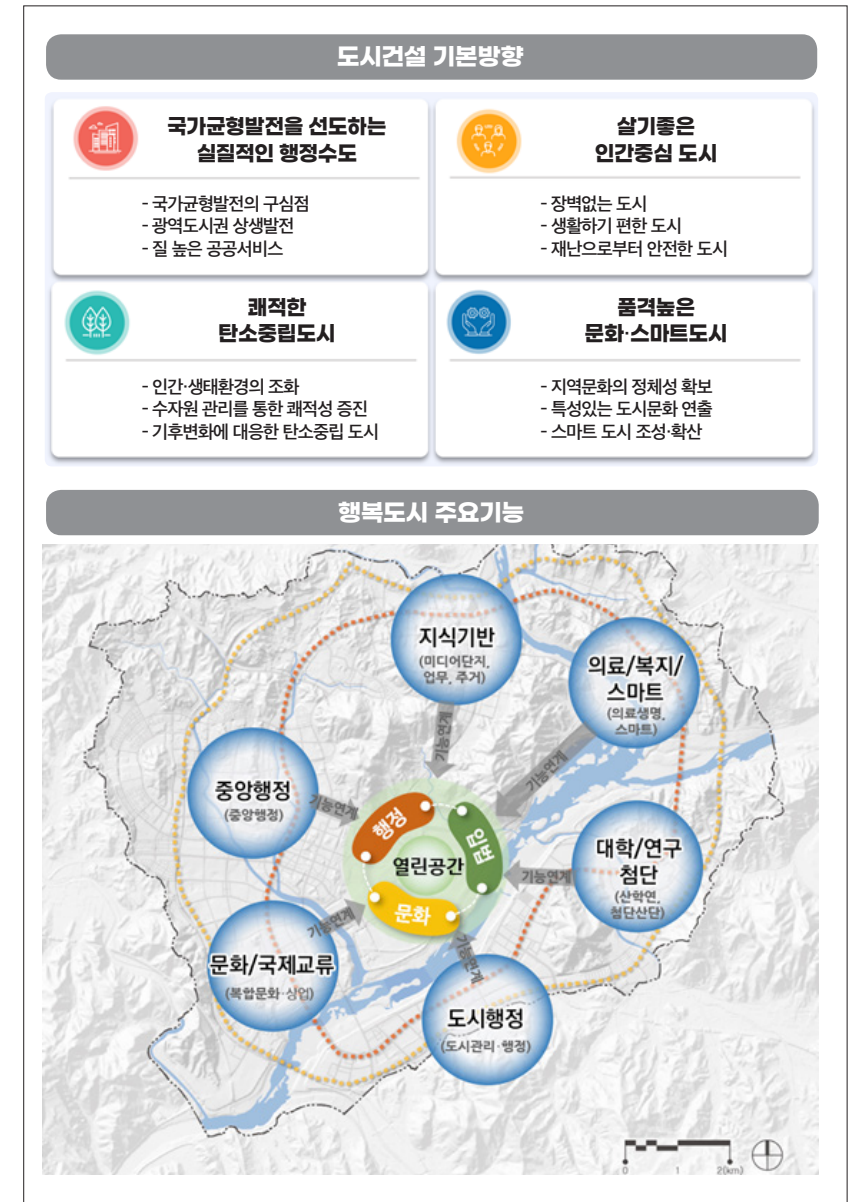 도시건설 기본방향
국가균형발전을 선도하는
실질적인 행정수도
- 국가균형발전의 구심점
- 광역도시권 상생발전
- 질 높은 공공서비스
살기좋은
인간중심 도시
- 장벽없는 도시
- 생활하기 편한 도시
- 재난으로부터 안전한 도시
쾌적한
탄소중립도시
- 인간·생태환경의 조화
- 수자원 관리를 통한 쾌적성 증진
- 기후변화에 대응한 탄소중립 도시
품격높은
문화·스마트도시
- 지역문화의 정체성 확보
- 특성있는 도시문화 연출
- 스마트 도시 조성·확산
행복도시 주요기능
지식기반
(미디어단지,
업무, 주거)
의료/복지/
스마트
(의료생명,
스마트)
기능연계
기능연계
중앙행정
(중앙행정)
기능연계
행정
입법
열린공간
문화
기능연계
대학/연구
첨단
(산학연,
첨단산단)
문화/국제교류
(복합문화·상업)
기능연계
기능연계
도시행정
(도시관리·행정)
0 1 2(km)